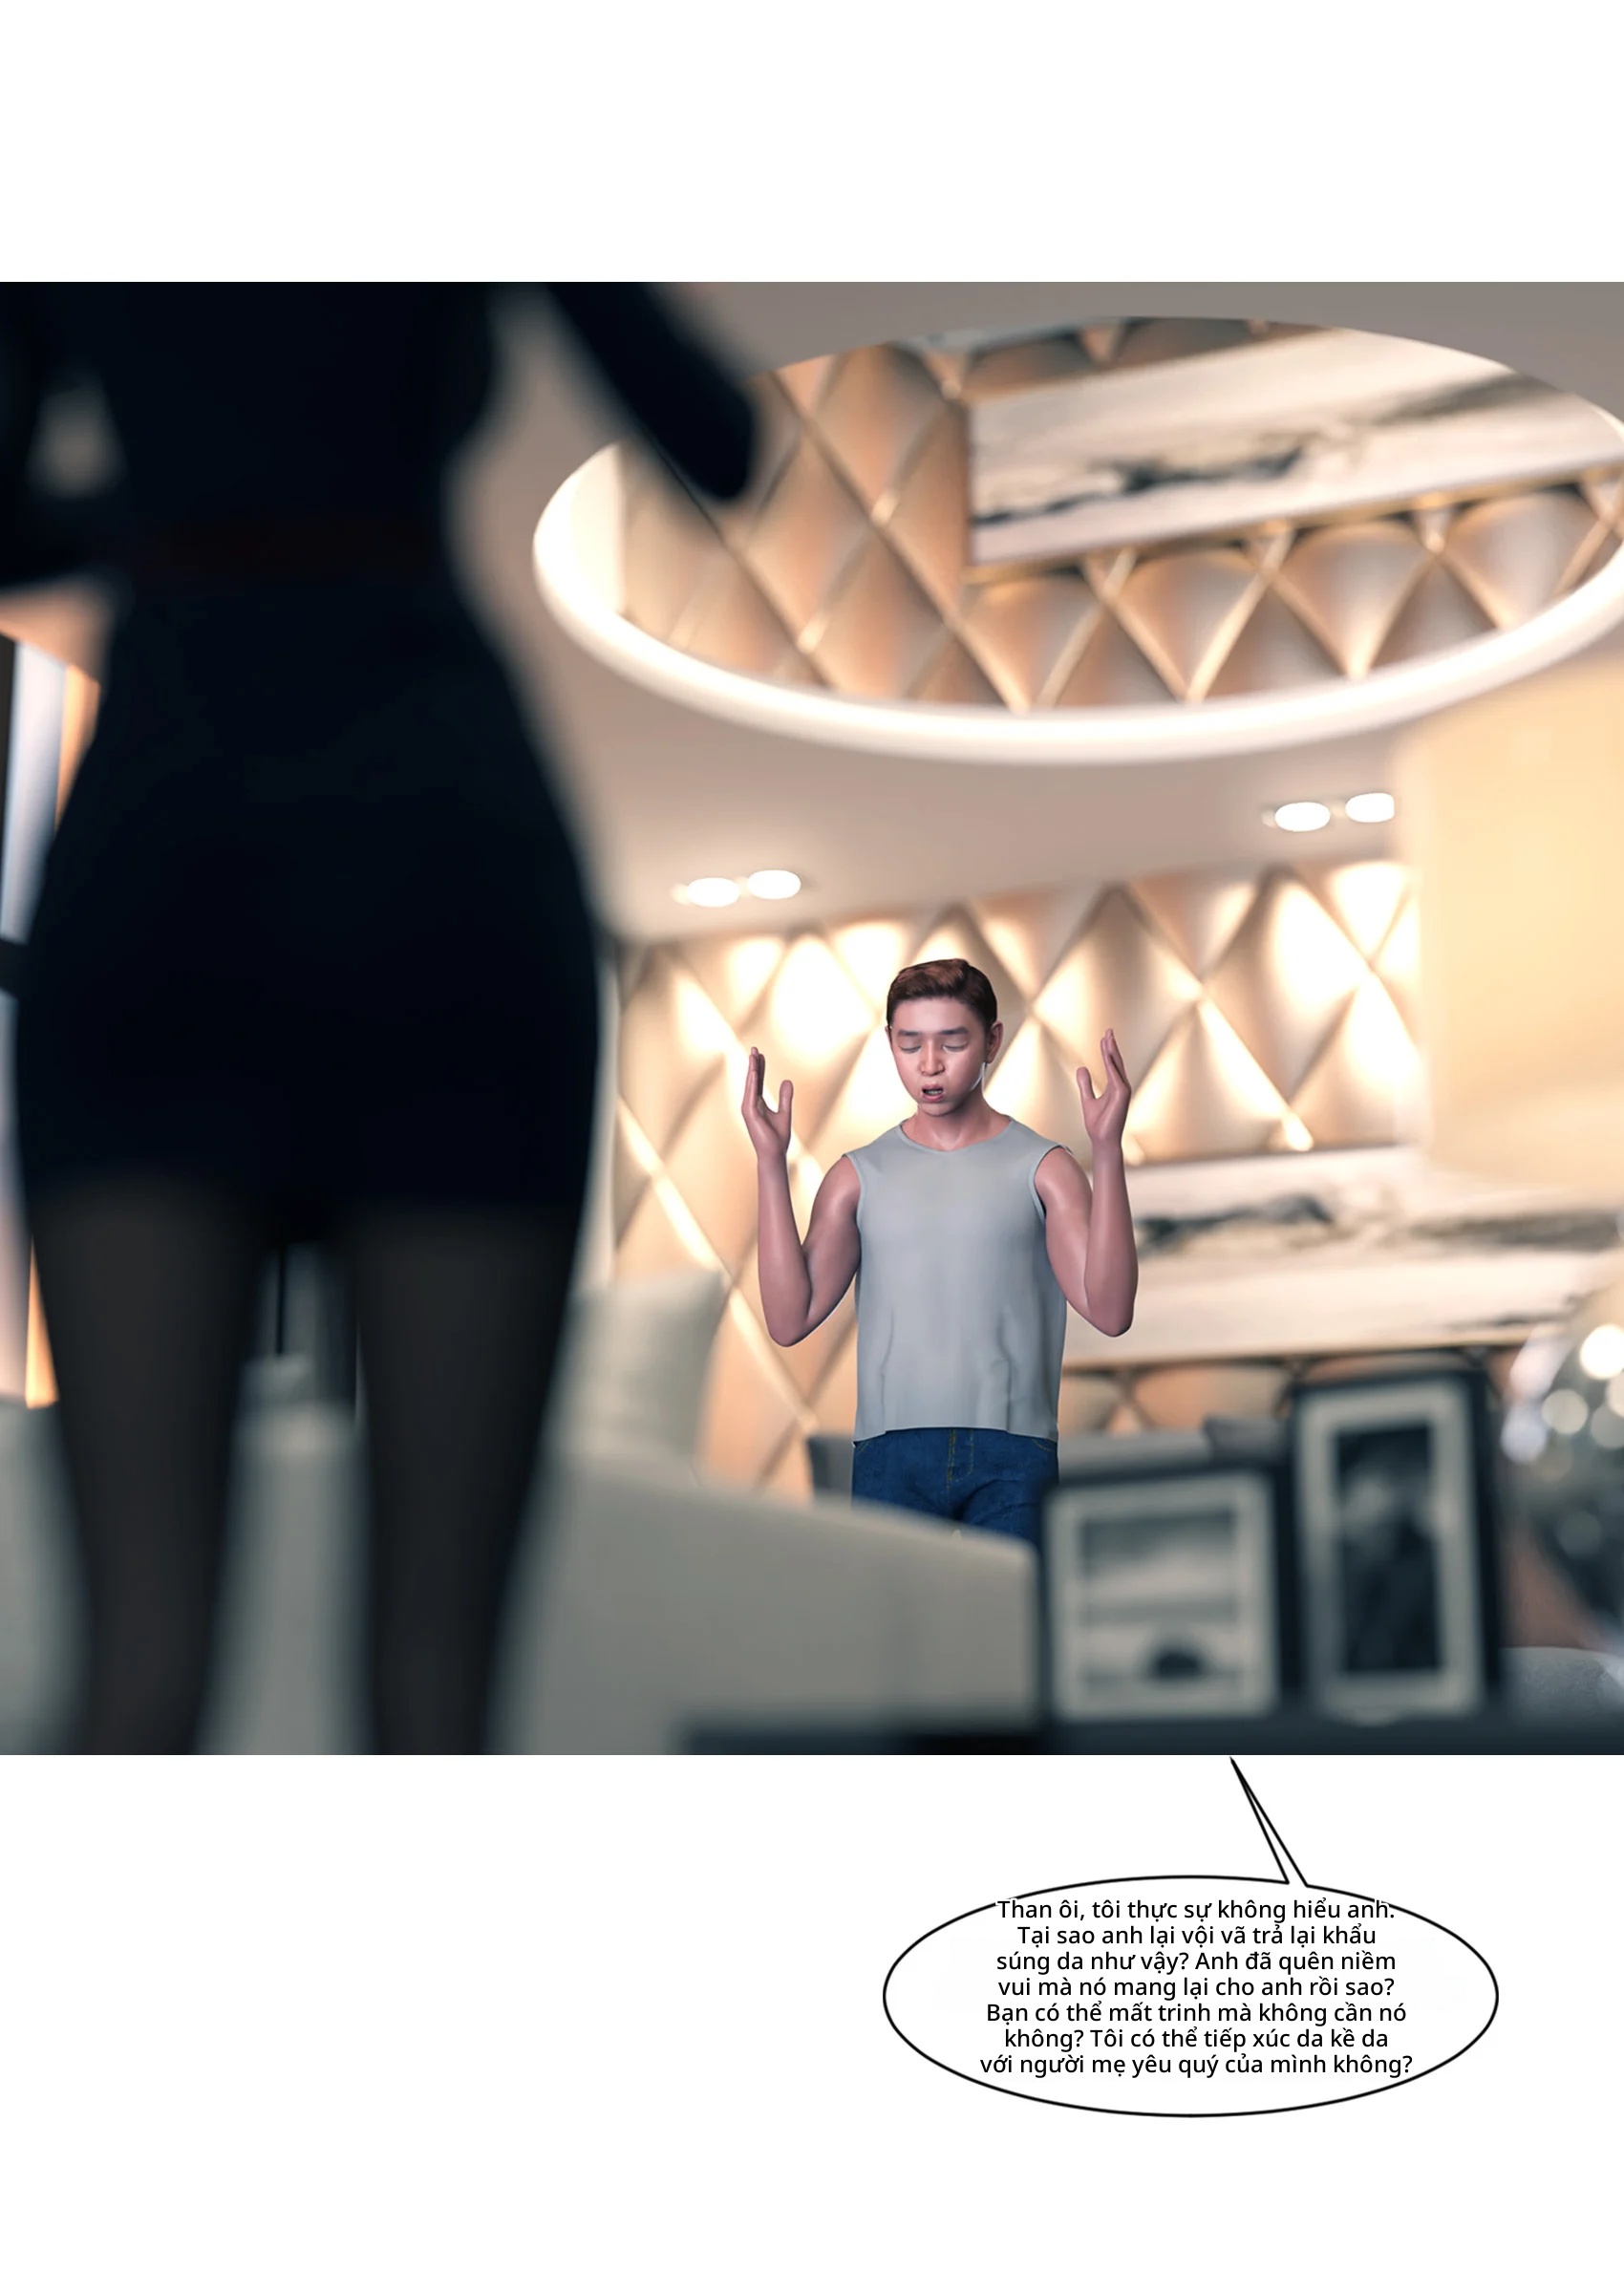 Than ôi, tôi thực sự không hiểu anh.
Tại sao anh lại vội vã trả lại khẩu
súng da như vậy? Anh đã quên niềm
vui mà nó mang lại cho anh rồi sao?
Bạn có thể mất trinh mà không cần nó
không? Tôi có thể tiếp xúc da kề da
với người mẹ yêu quý của mình không?